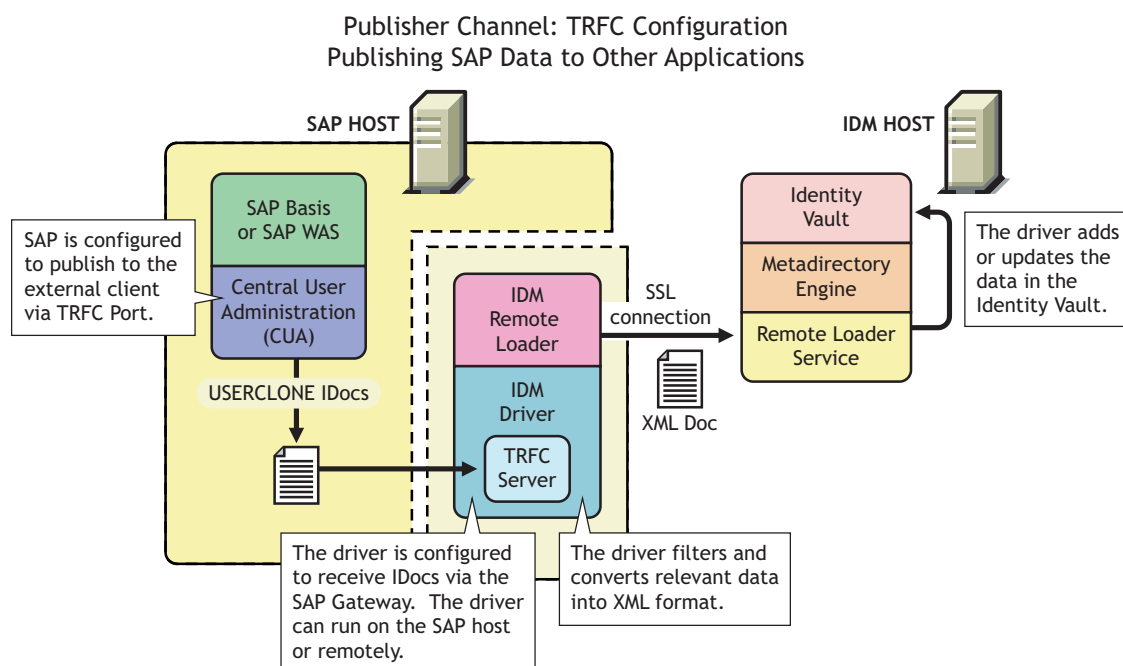 Publisher Channel: TRFC Configuration
Publishing SAP Data to Other Applications
SAP HOST
IDM HOST
SAP Basis
or SAP WAS
Central User
Administration
(CUA)
SAP is configured
to publish to the
external client
via TRFC Port.
USERCLONE IDocs
IDM
Remote
Loader
IDM
Driver
TRFC
Server
SSL
connection
XML Doc
Identity
Vault
Metadirectory
Engine
Remote Loader
Service
The driver adds
or updates the
data in the
Identity Vault.
The driver is configured
to receive IDocs via the
SAP Gateway. The driver
can run on the SAP host
or remotely.
The driver filters and
converts relevant data
into XML format.